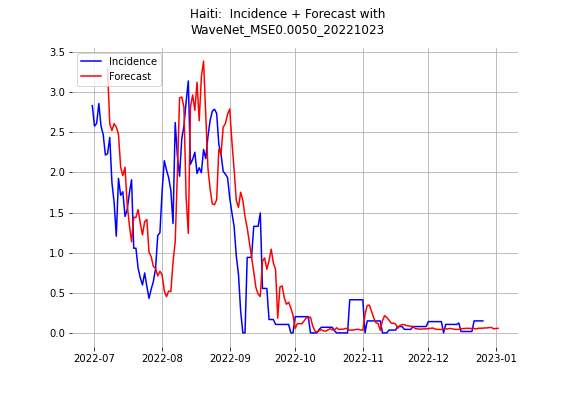 Haiti:  Incidence + Forecast with
WaveNet_MSE0.0050_20221023
3.5
3.0
2.5
2.0
1.5
1.0
0.5
0.0
Incidence
Forecast
2022-07 2022-08 2022-09 2022-10 2022-11 2022-12 2023-01